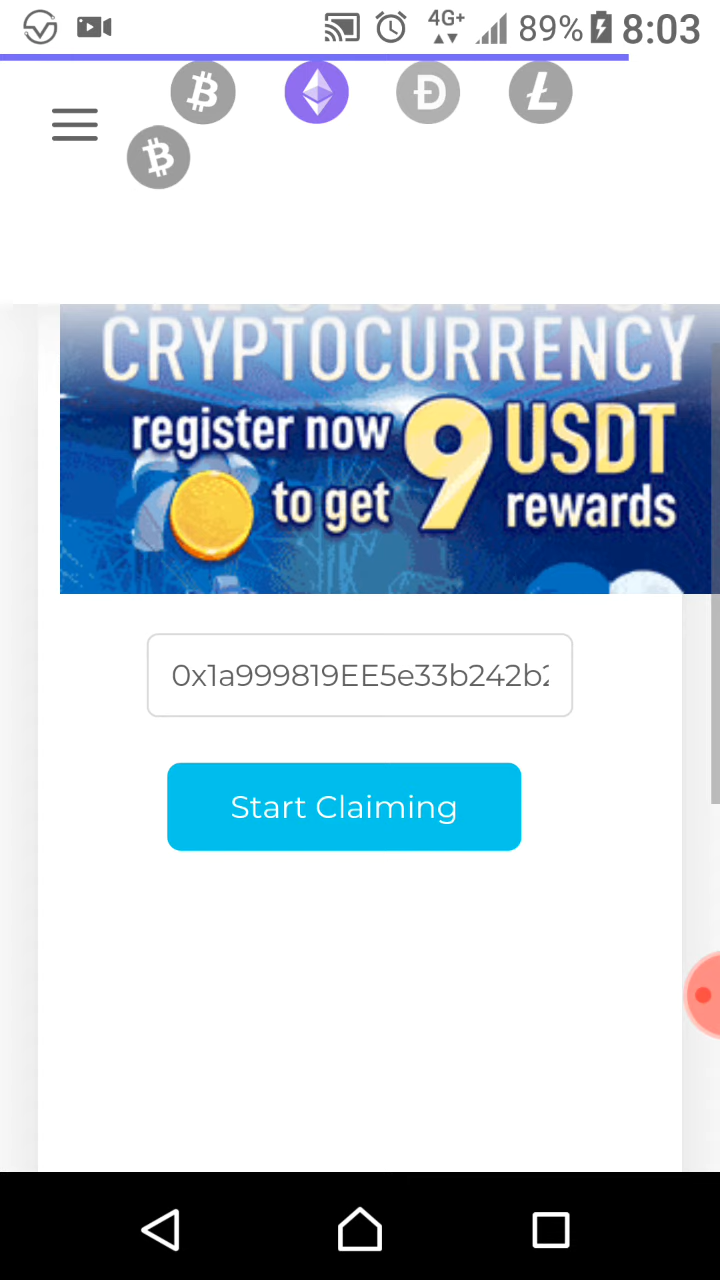 4G+ 89% 8:03
CRYPTOCURRENCY
register now 9 USDT
to get rewards
0x1a999819EE5e33b242b
Start Claiming